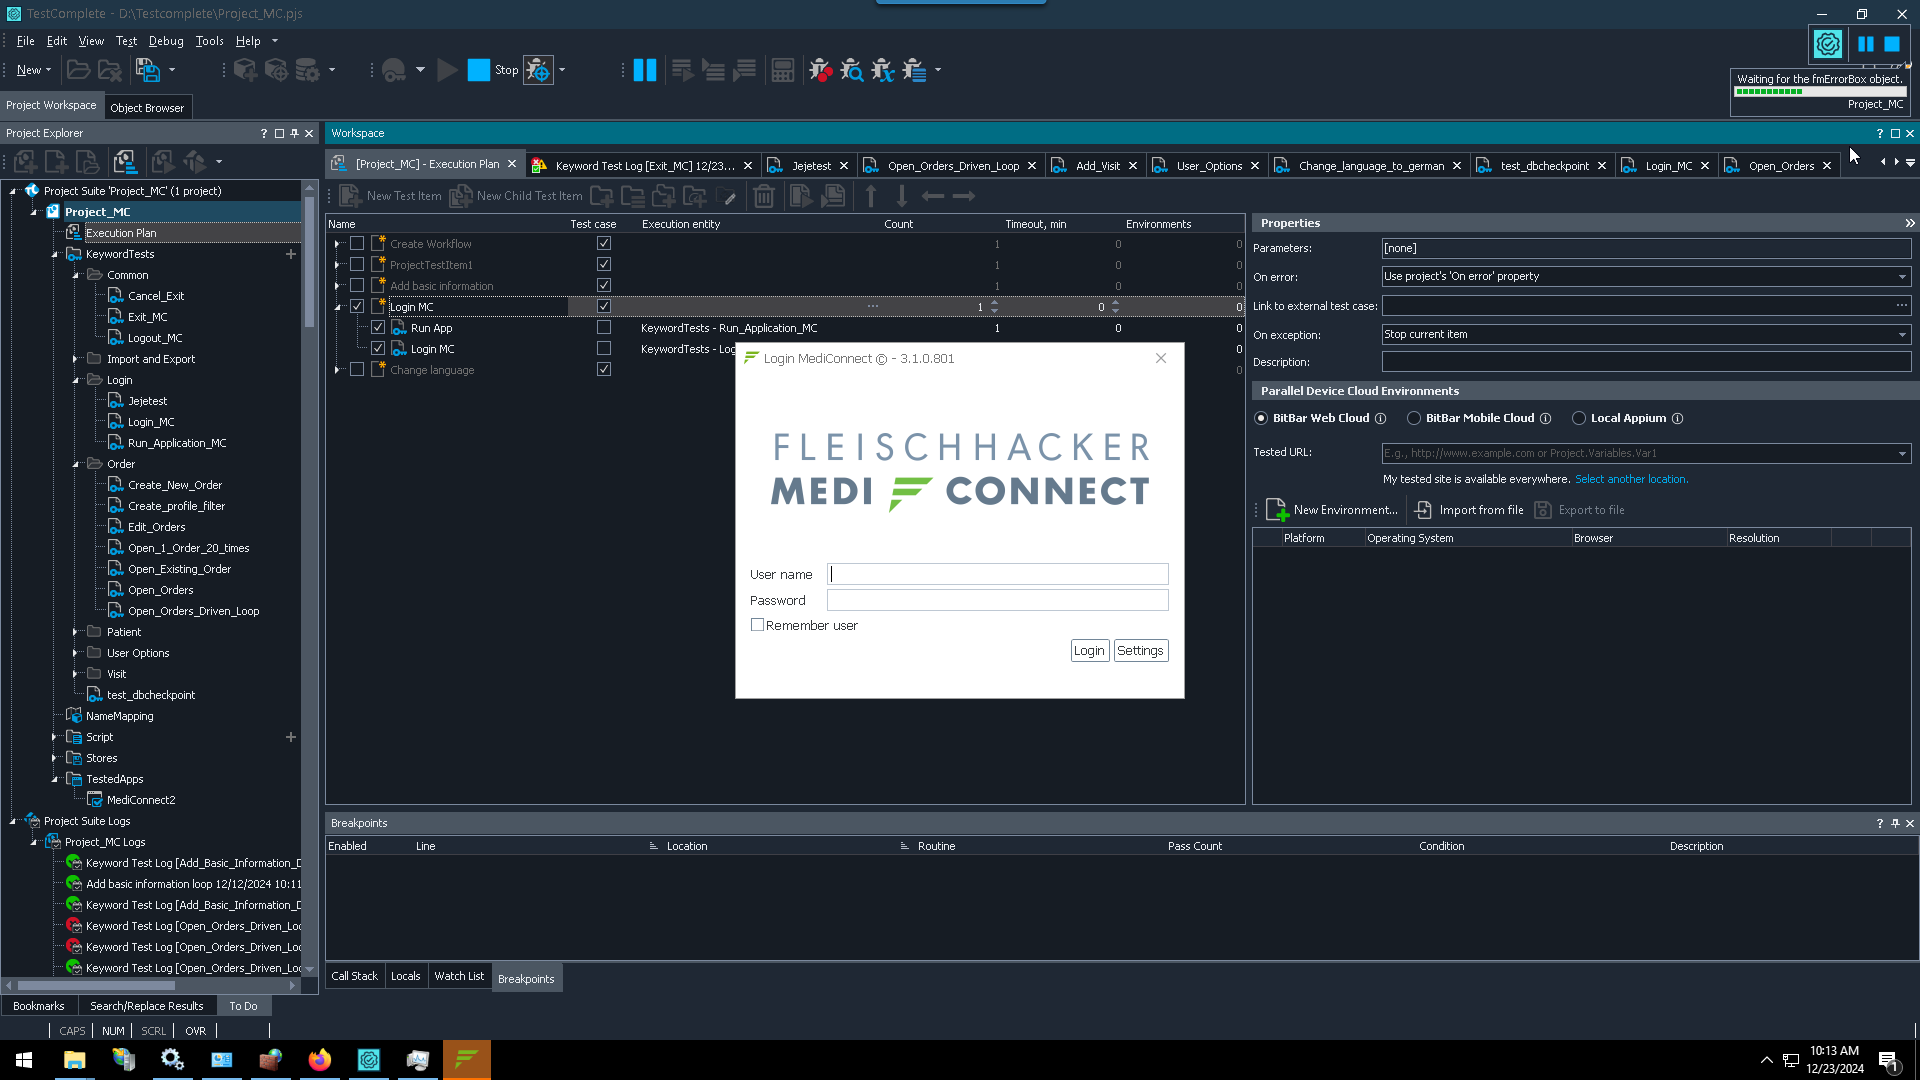 TestComplete - D:\Testcomplete\Project_MC.pjs
File Edit View Test Debug Tools Help
New
Stop
Waiting for the fmErrorBox object.
Project_MC
Project Workspace
Object Browser
Project Explorer
Workspace
[Project_MC] - Execution Plan
Keyword Test Log [Exit_MC] 12/23...
Jejetest
Open_Orders_Driven_Loop
Add_Visit
User_Options
Change_language_to_german
test_dbcheckpoint
Login_MC
Open_Orders
New Test Item
New Child Test Item
Project Suite 'Project_MC' (1 project)
Project_MC
Execution Plan
KeywordTests
Common
Cancel_Exit
Exit_MC
Logout_MC
Import and Export
Login
Jejetest
Login_MC
Run_Application_MC
Order
Create_New_Order
Create_profile_filter
Edit_Orders
Open_1_Order_20_times
Open_Existing_Order
Open_Orders
Open_Orders_Driven_Loop
Patient
User Options
Visit
test_dbcheckpoint
NameMapping
Script
Stores
TestedApps
MediConnect2
Project Suite Logs
Project_MC Logs
Keyword Test Log [Add_Basic_Information_D
Add basic information loop 12/12/2024 10:11
Keyword Test Log [Add_Basic_Information_D
Keyword Test Log [Open_Orders_Driven_Loo
Keyword Test Log [Open_Orders_Driven_Loo
Keyword Test Log [Open_Orders_Driven_Loo
Name Test case Execution entity Count Timeout, min Environments
Create Workflow 1 0 0
ProjectTestItem1 1 0 0
Add basic information 1 0 0
Login MC ... 1 0 0
Run App KeywordTests - Run_Application_MC 1 0 0
Login MC KeywordTests - Log 0
Change language 0
Login MediConnect © - 3.1.0.801
FLEISCHHACKER
MEDI CONNECT
User name
Password
Remember user
Login
Settings
Properties
Parameters: [none]
On error: Use project's 'On error' property
Link to external test case: ...
On exception: Stop current item
Description:
Parallel Device Cloud Environments
BitBar Web Cloud
BitBar Mobile Cloud
Local Appium
Tested URL: E.g., http://www.example.com or Project.Variables.Var1
My tested site is available everywhere. Select another location.
New Environment...
Import from file
Export to file
Platform Operating System Browser Resolution
Breakpoints
Enabled Line Location Routine Pass Count Condition Description
Call Stack
Locals
Watch List
Breakpoints
Bookmarks
Search/Replace Results
To Do
CAPS NUM SCRL OVR
10:13 AM
12/23/2024
1